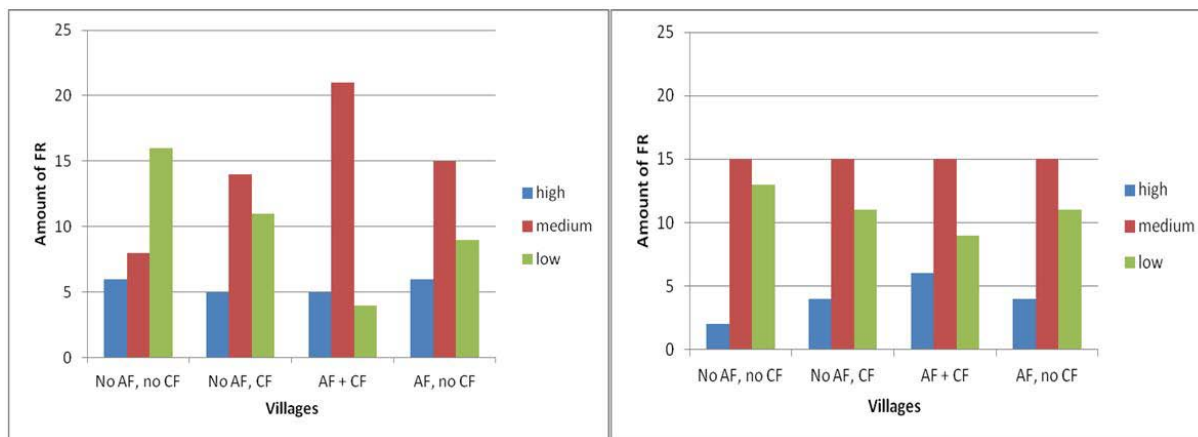 25
20
15
10
5
0
Amount of FR
No AF, no CF
No AF, CF
AF + CF
AF, no CF
Villages
high
medium
low
25
20
15
10
5
0
Amount of FR
No AF, no CF
No AF, CF
AF + CF
AF, no CF
Villages
high
medium
low